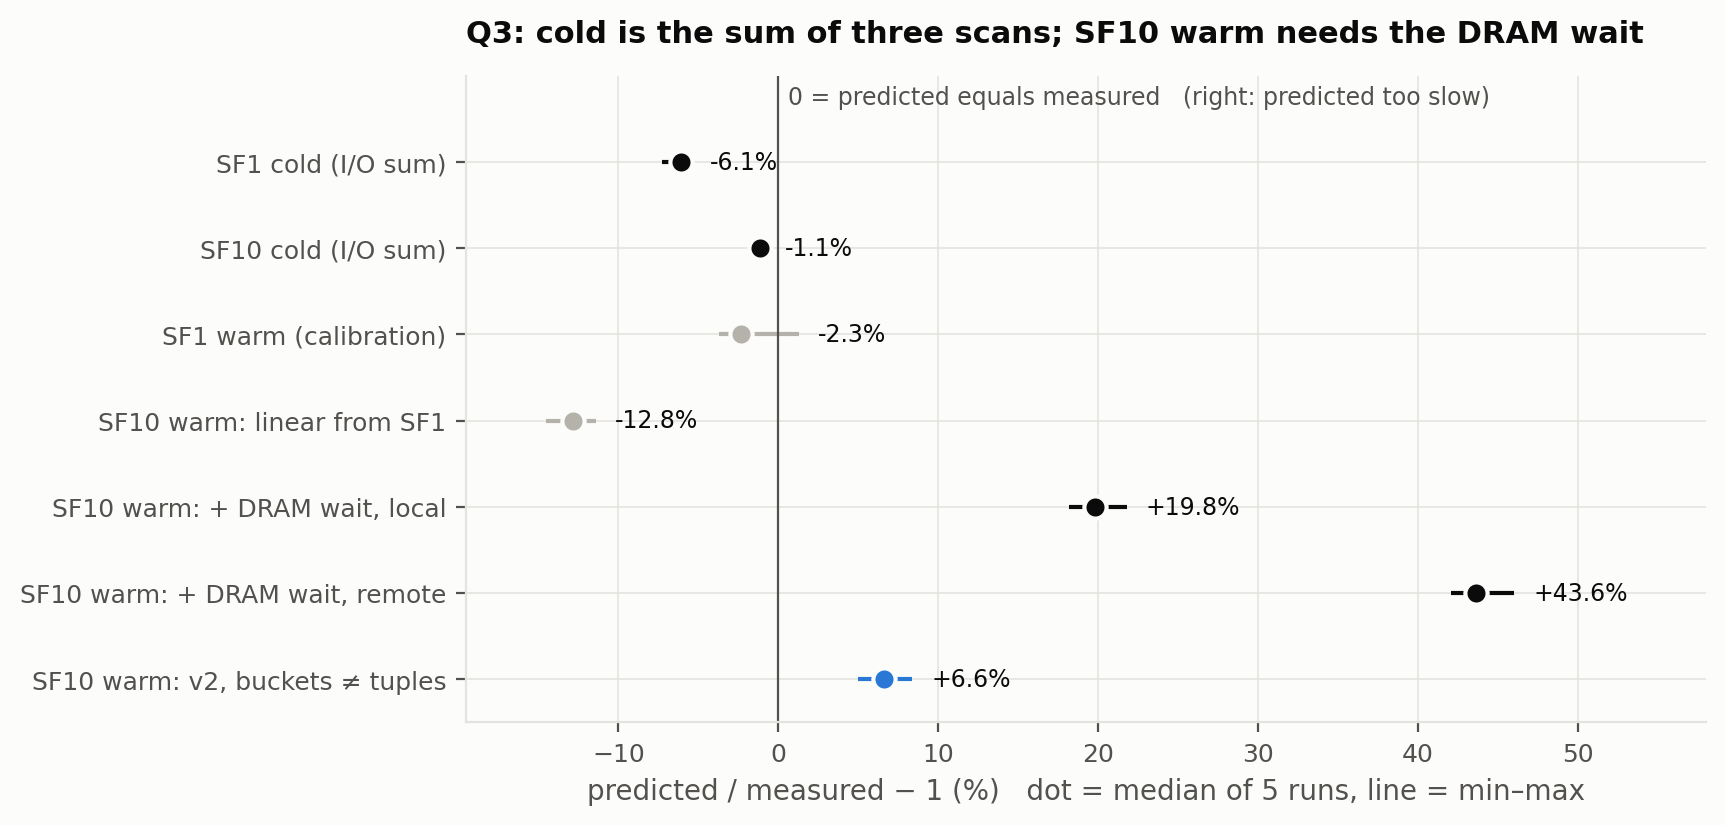 Q3: cold is the sum of three scans; SF10 warm needs the DRAM wait
0 = predicted equals measured   (right: predicted too slow)
SF1 cold (I/O sum)
-6.1%
SF10 cold (I/O sum)
-1.1%
SF1 warm (calibration)
-2.3%
SF10 warm: linear from SF1
-12.8%
SF10 warm: + DRAM wait, local
+19.8%
SF10 warm: + DRAM wait, remote
+43.6%
SF10 warm: v2, buckets ≠ tuples
+6.6%
−10 0 10 20 30 40 50
predicted / measured − 1 (%)   dot = median of 5 runs, line = min–max